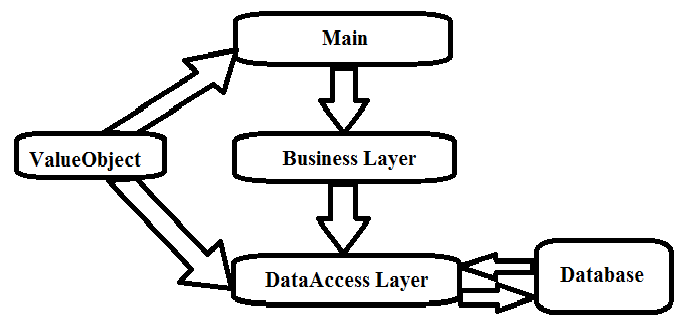 Main
ValueObject
Business Layer
DataAccess Layer
Database